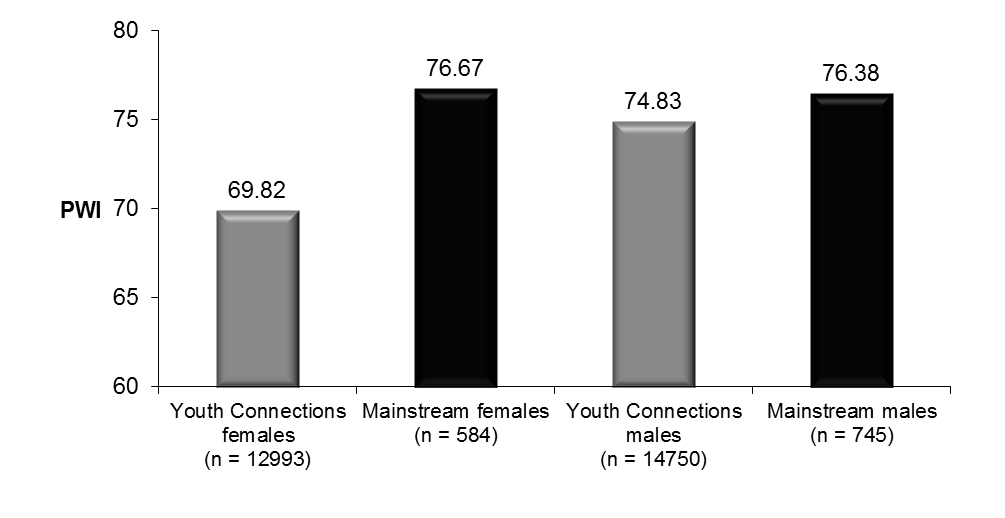 80
75
PWI 70
65
60
69.82
76.67
74.83
76.38
Youth Connections
females
(n = 12993)
Mainstream females
(n = 584)
Youth Connections
males
(n = 14750)
Mainstream males
(n = 745)